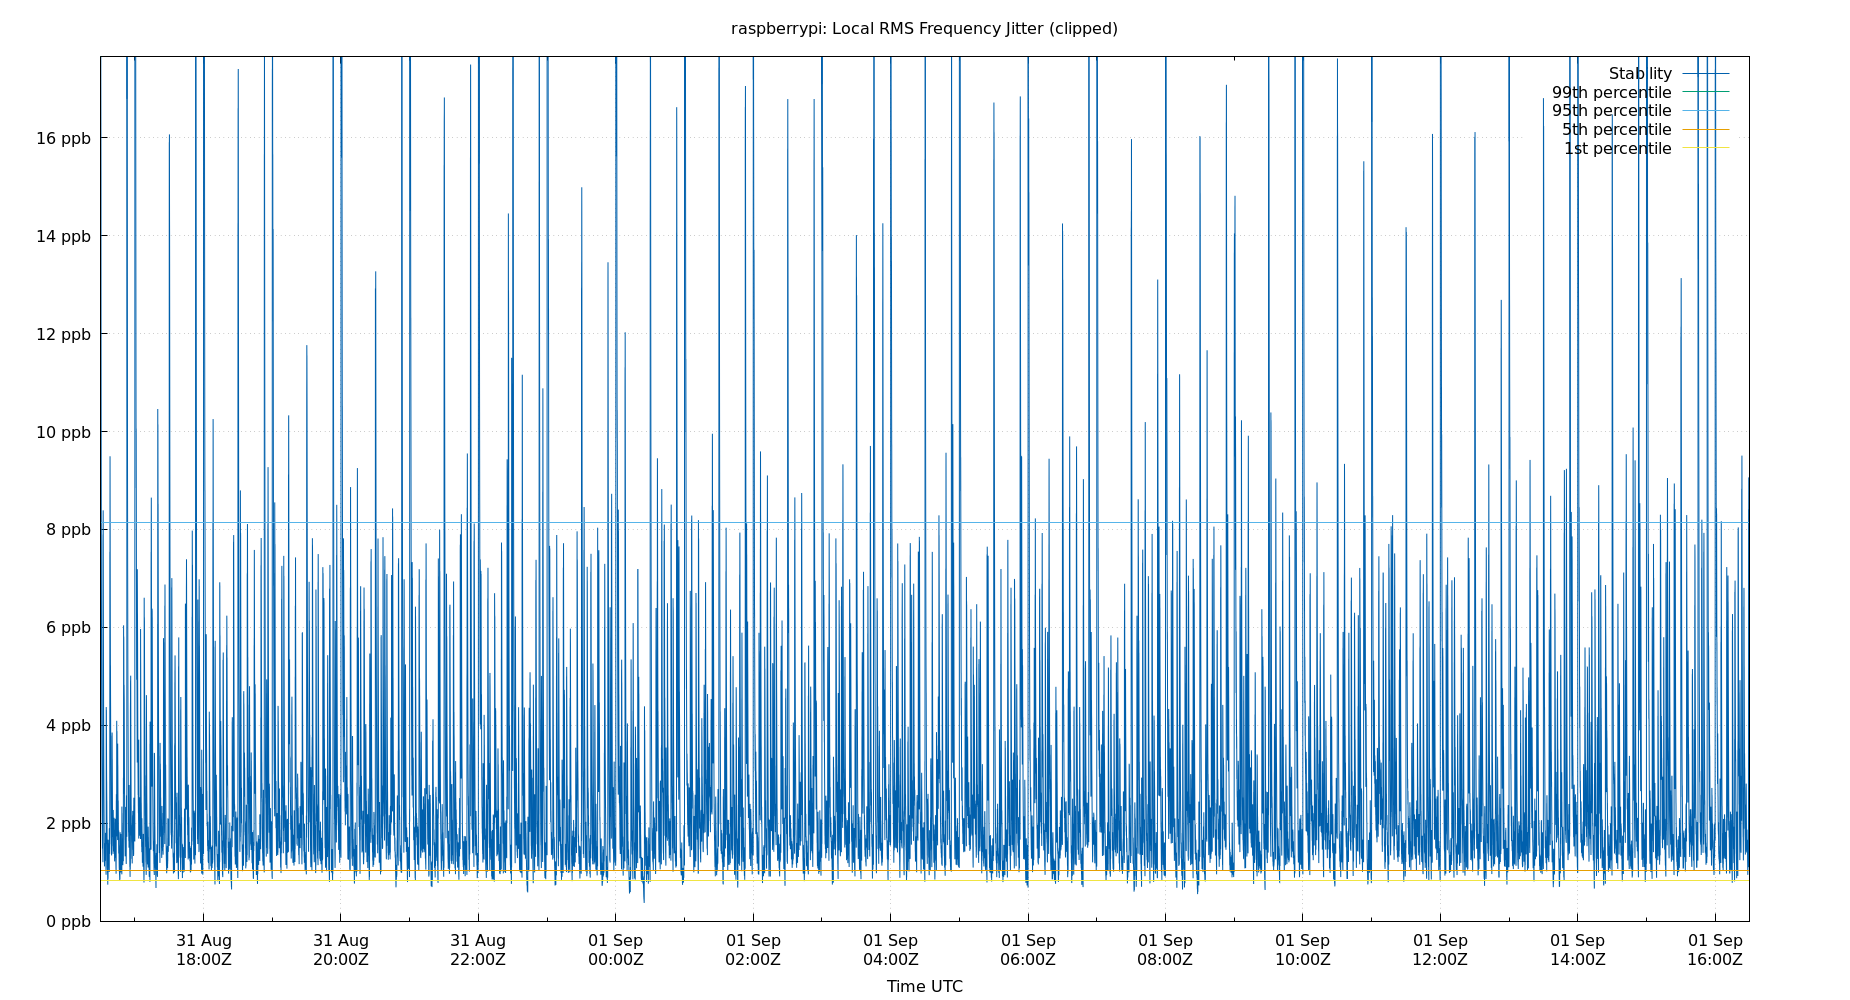 raspberrypi: Local RMS Frequency Jitter (clipped)
Stability
99th percentile
95th percentile
5th percentile
1st percentile
16 ppb
14 ppb
12 ppb
10 ppb
8 ppb
6 ppb
4 ppb
2 ppb
0 ppb
31 Aug 31 Aug 31 Aug 01 Sep 01 Sep 01 Sep 01 Sep 01 Sep 01 Sep 01 Sep 01 Sep 01 Sep
18:00Z 20:00Z 22:00Z 00:00Z 02:00Z 04:00Z 06:00Z 08:00Z 10:00Z 12:00Z 14:00Z 16:00Z
Time UTC